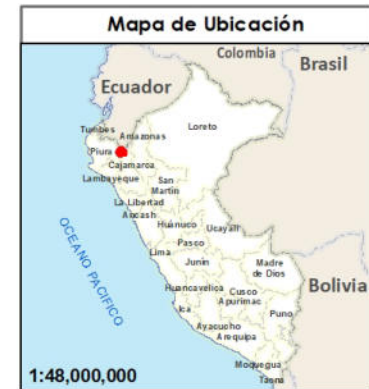 Mapa de Ubicación
Colombia
Brasil
Ecuador
Tumbes
Amazonas
Loreto
Piura
Cajamarca
Lambayeque
San
Martín
La Libertad
Ancash
Huánuco
Ucayali
Pasco
OCEANO PACIFICO
Lima
Junín
Madre
de Dios
Huancavelica
Cusco
Bolivia
Apurímac
Ica
Puno
Ayacucho
Arequipa
Moquegua
Tacna
1:48,000,000